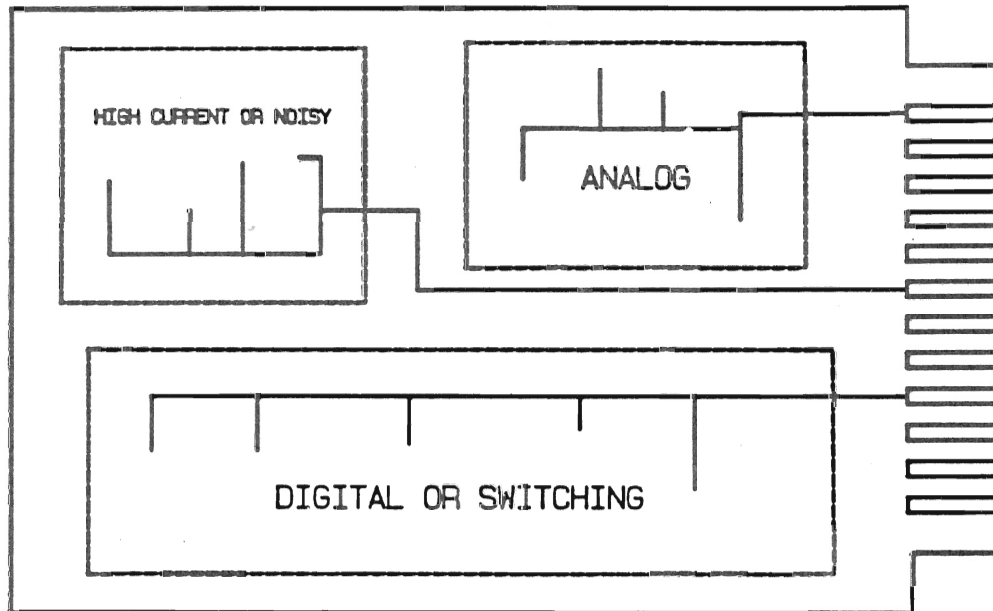 HIGH CURRENT OR NOISY
ANALOG
DIGITAL OR SWITCHING